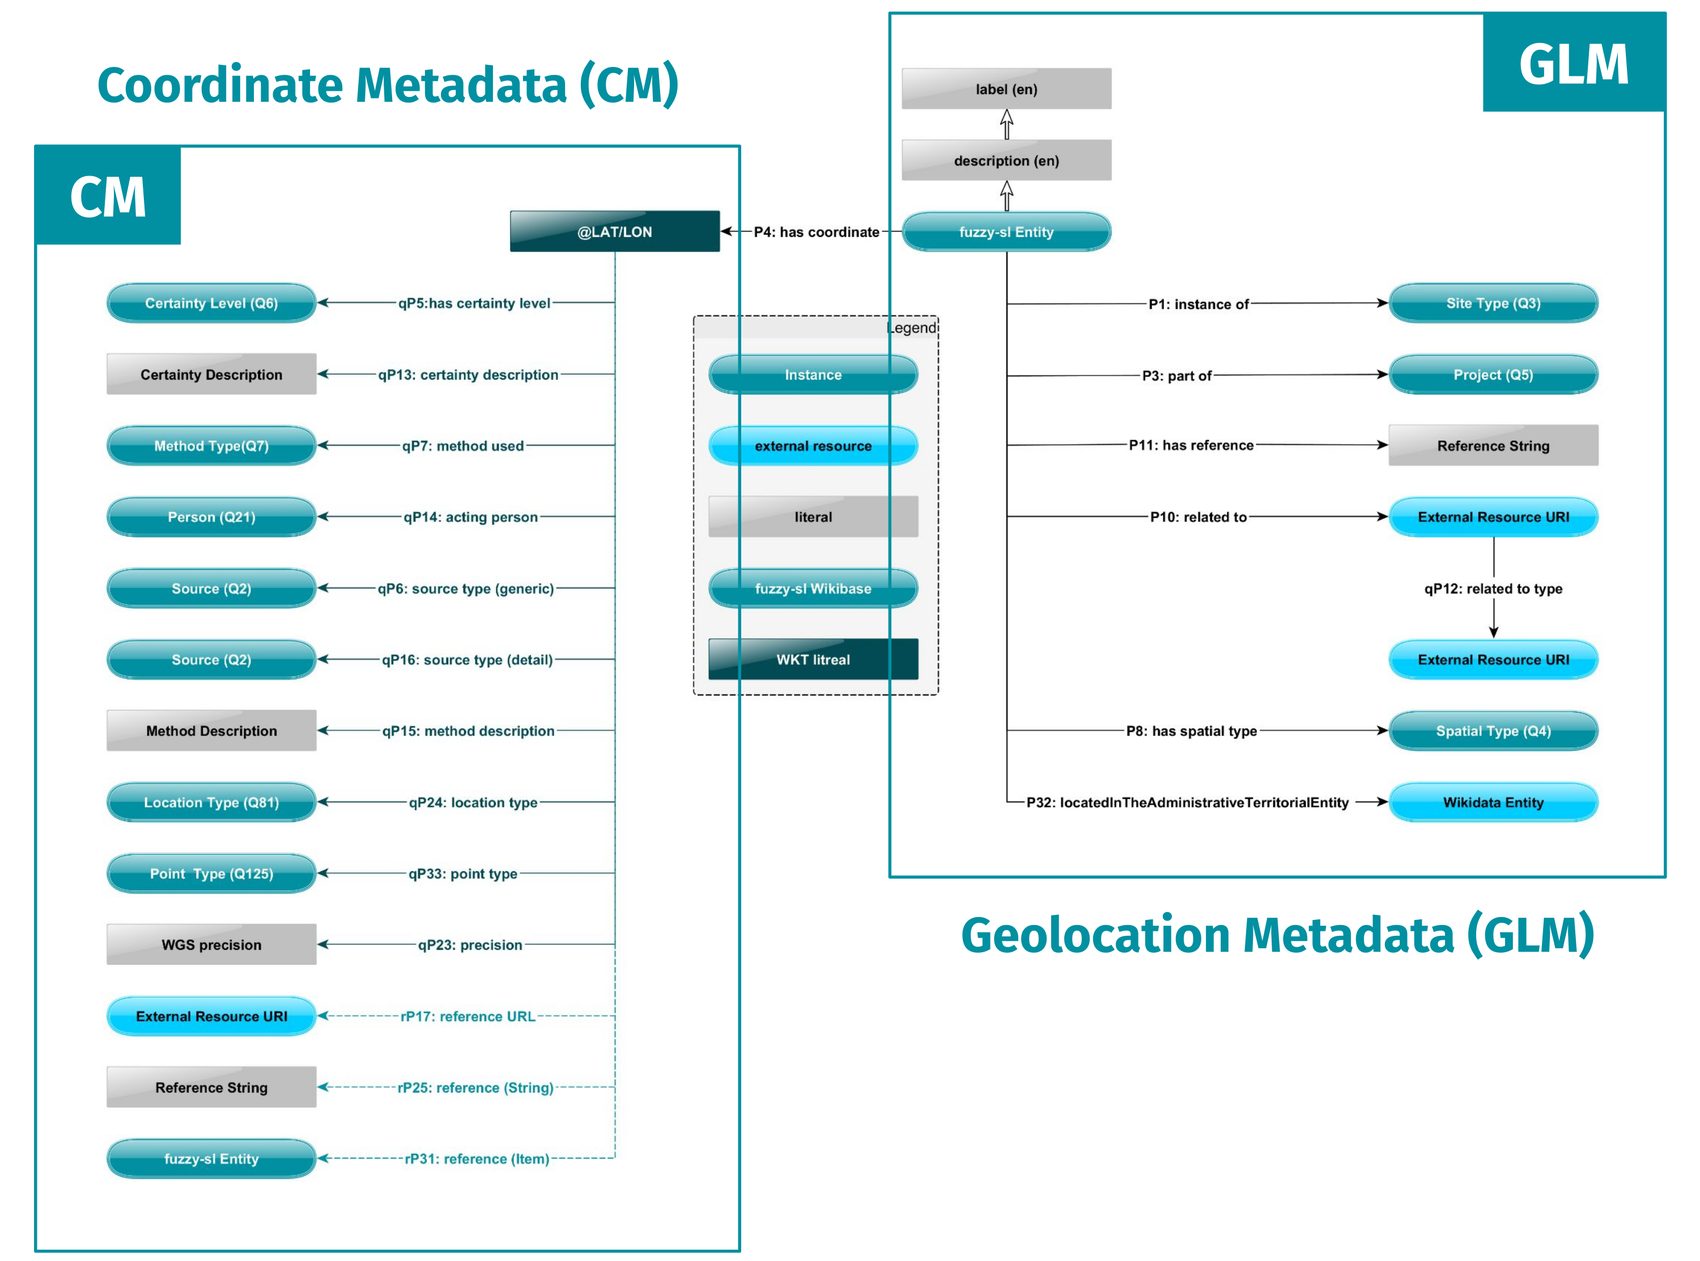 Coordinate Metadata (CM)
CM
@LAT/LON
qP5:has certainty level
Certainty Level (Q6)
qP13: certainty description
Certainty Description
qP7: method used
Method Type(Q7)
qP14: acting person
Person (Q21)
qP6: source type (generic)
Source (Q2)
qP16: source type (detail)
Source (Q2)
qP15: method description
Method Description
qP24: location type
Location Type (Q81)
qP33: point type
Point  Type (Q125)
qP23: precision
WGS precision
rP17: reference URL
External Resource URI
rP25: reference (String)
Reference String
rP31: reference (Item)
fuzzy-sl Entity
P4: has coordinate
Legend
Instance
external resource
literal
fuzzy-sl Wikibase
WKT litreal
GLM
label (en)
description (en)
fuzzy-sl Entity
P1: instance of
Site Type (Q3)
P3: part of
Project (Q5)
P11: has reference
Reference String
P10: related to
External Resource URI
qP12: related to type
External Resource URI
P8: has spatial type
Spatial Type (Q4)
P32: locatedInTheAdministrativeTerritorialEntity
Wikidata Entity
Geolocation Metadata (GLM)